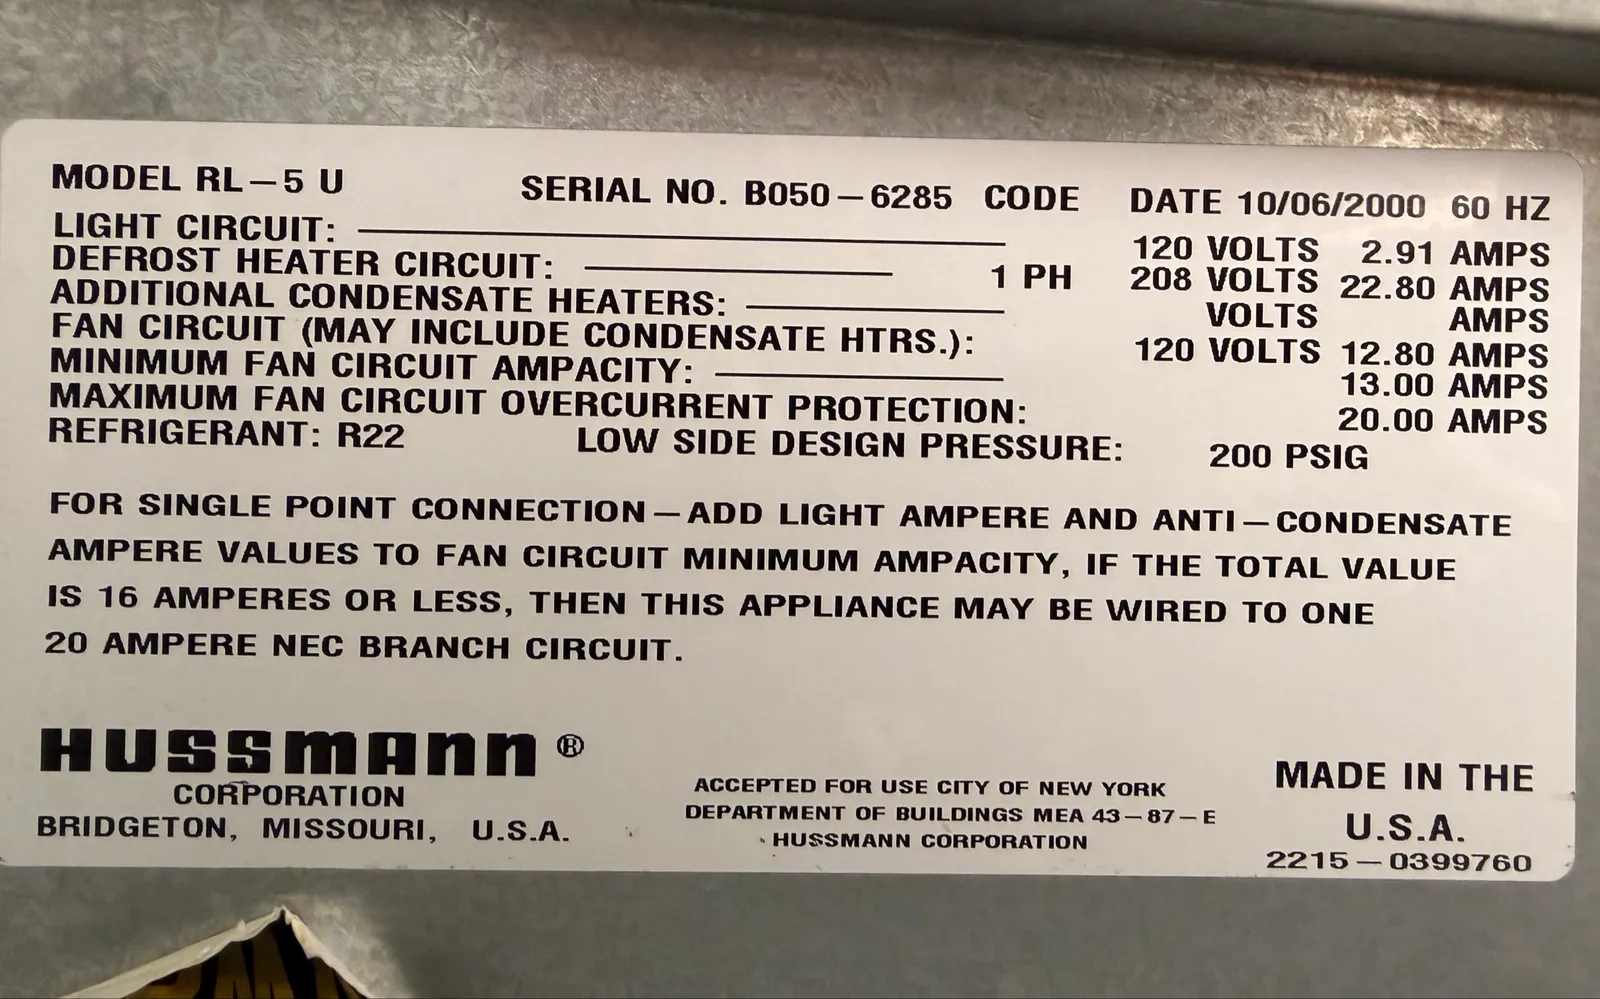 MODEL RL-5 U SERIAL NO. B050-6285 CODE DATE 10/06/2000 60 HZ
LIGHT CIRCUIT: 120 VOLTS 2.91 AMPS
DEFROST HEATER CIRCUIT: 1 PH 208 VOLTS 22.80 AMPS
ADDITIONAL CONDENSATE HEATERS: VOLTS AMPS
FAN CIRCUIT (MAY INCLUDE CONDENSATE HTRS.): 120 VOLTS 12.80 AMPS
MINIMUM FAN CIRCUIT AMPACITY: 13.00 AMPS
MAXIMUM FAN CIRCUIT OVERCURRENT PROTECTION: 20.00 AMPS
REFRIGERANT: R22 LOW SIDE DESIGN PRESSURE: 200 PSIG
FOR SINGLE POINT CONNECTION-ADD LIGHT AMPERE AND ANTI-CONDENSATE
AMPERE VALUES TO FAN CIRCUIT MINIMUM AMPACITY, IF THE TOTAL VALUE
IS 16 AMPERES OR LESS, THEN THIS APPLIANCE MAY BE WIRED TO ONE
20 AMPERE NEC BRANCH CIRCUIT.
HUSSMANN®
CORPORATION
BRIDGETON, MISSOURI, U.S.A.
ACCEPTED FOR USE CITY OF NEW YORK
DEPARTMENT OF BUILDINGS MEA 43-87-E
HUSSMANN CORPORATION
MADE IN THE
U.S.A.
2215-0399760